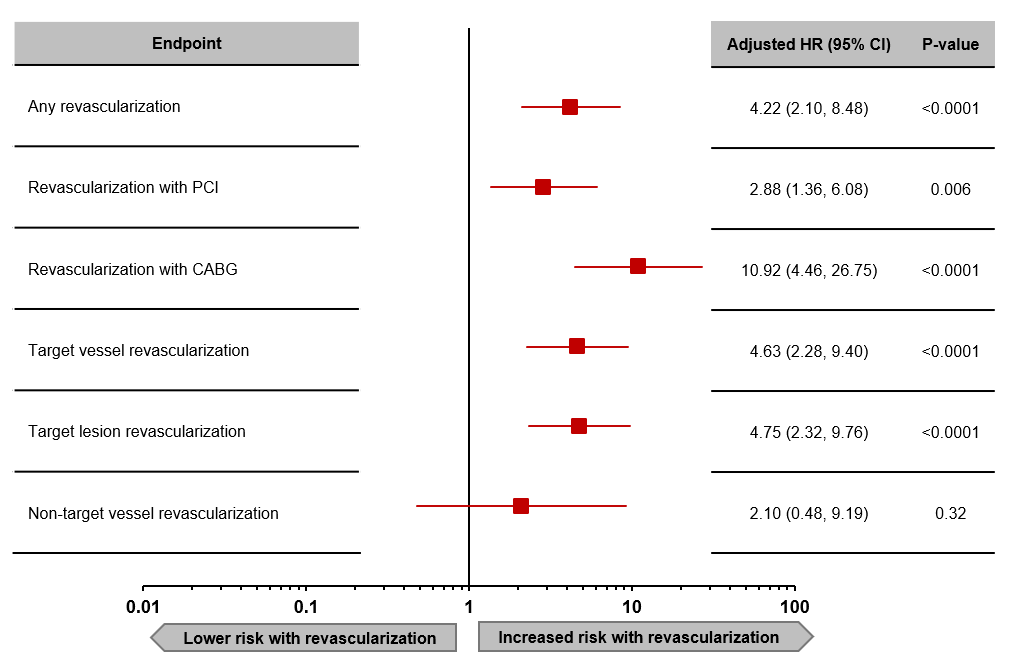 Endpoint Adjusted HR (95% CI) P-value
Any revascularization 4.22 (2.10, 8.48) <0.0001
Revascularization with PCI 2.88 (1.36, 6.08) 0.006
Revascularization with CABG 10.92 (4.46, 26.75) <0.0001
Target vessel revascularization 4.63 (2.28, 9.40) <0.0001
Target lesion revascularization 4.75 (2.32, 9.76) <0.0001
Non-target vessel revascularization 2.10 (0.48, 9.19) 0.32
0.01 0.1 1 10 100
Lower risk with revascularization Increased risk with revascularization